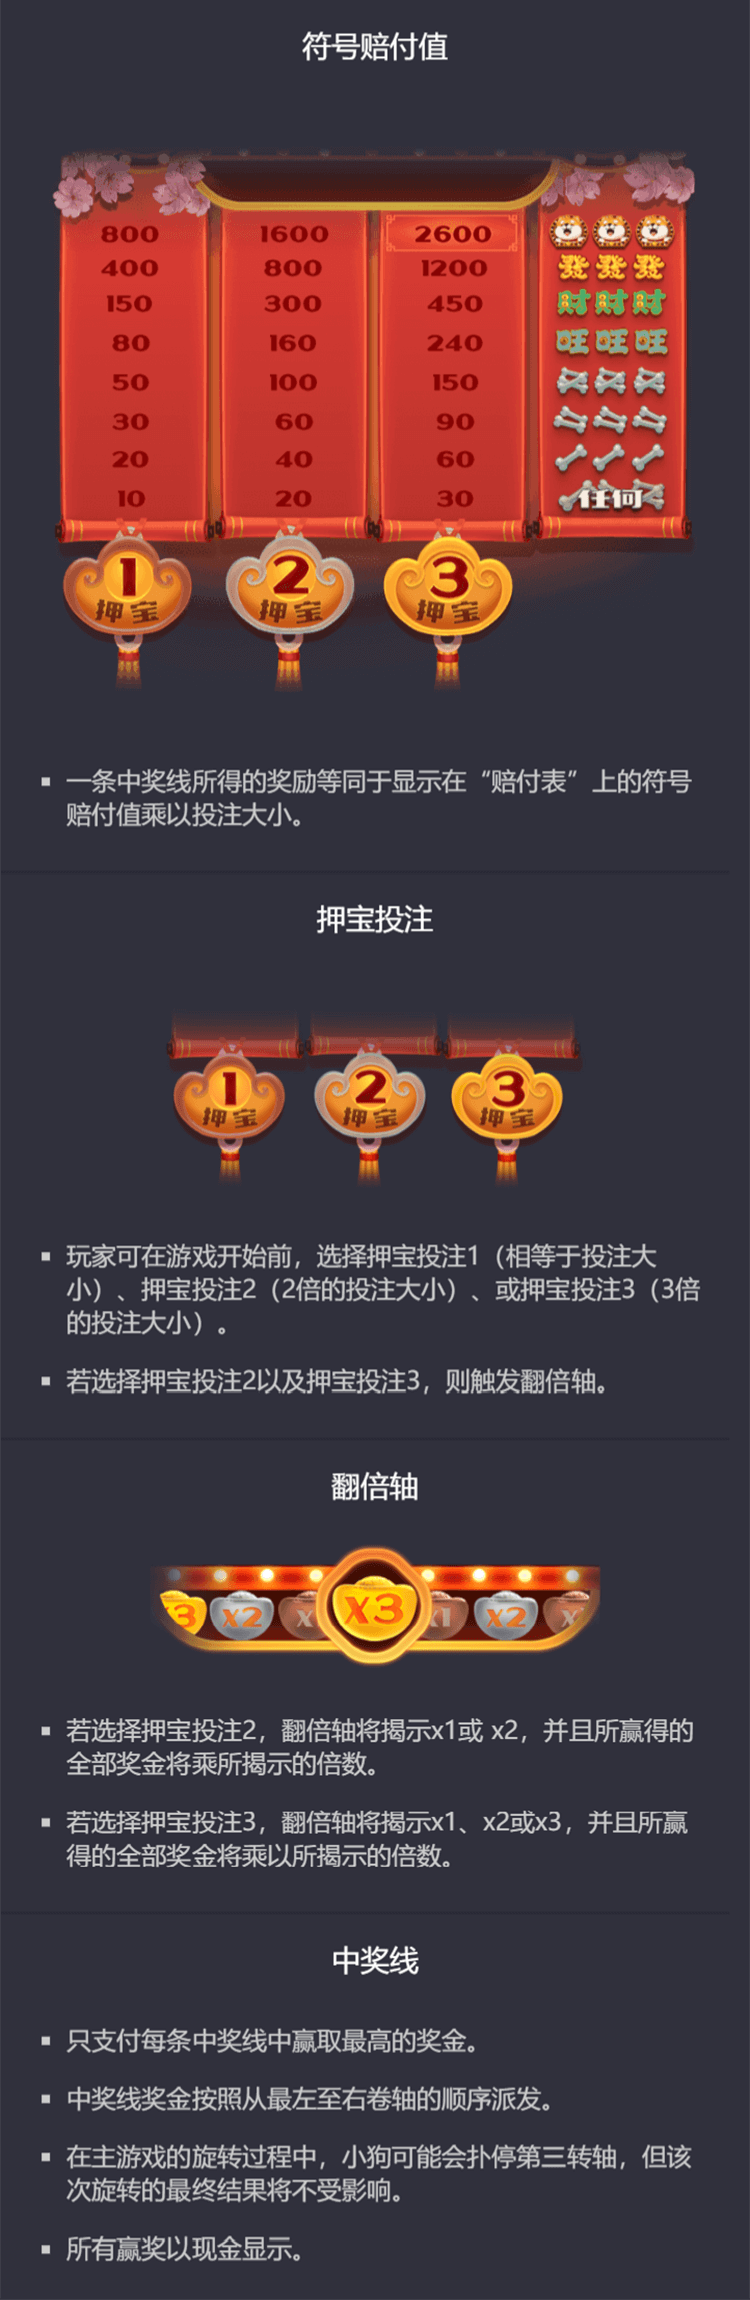 符号赔付值
800 1600 2600
400 800 1200 發 發 發
150 300 450 財 財 財
80 160 240 旺 旺 旺
50 100 150
30 60 90
20 40 60
10 20 30 任何
1 2 3
押宝 押宝 押宝
一条中奖线所得的奖励等同于显示在“赔付表”上的符号
赔付值乘以投注大小。
押宝投注
1 2 3
押宝 押宝 押宝
玩家可在游戏开始前，选择押宝投注1（相等于投注大
小）、押宝投注2（2倍的投注大小）、或押宝投注3（3倍
的投注大小）。
若选择押宝投注2以及押宝投注3，则触发翻倍轴。
翻倍轴
3 x2 x x3 x1 x2 x
若选择押宝投注2，翻倍轴将揭示x1或 x2，并且所赢得的
全部奖金将乘所揭示的倍数。
若选择押宝投注3，翻倍轴将揭示x1、x2或x3，并且所赢
得的全部奖金将乘以所揭示的倍数。
中奖线
只支付每条中奖线中赢取最高的奖金。
中奖线奖金按照从最左至右卷轴的顺序派发。
在主游戏的旋转过程中，小狗可能会扑停第三转轴，但该
次旋转的最终结果将不受影响。
所有赢奖以现金显示。